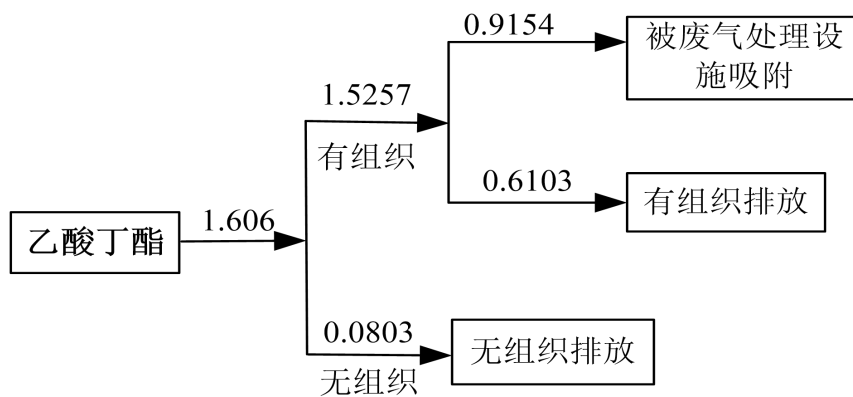 0.9154
被废气处理设
施吸附
1.5257
有组织
0.6103
有组织排放
乙酸丁酯
1.606
0.0803
无组织
无组织排放